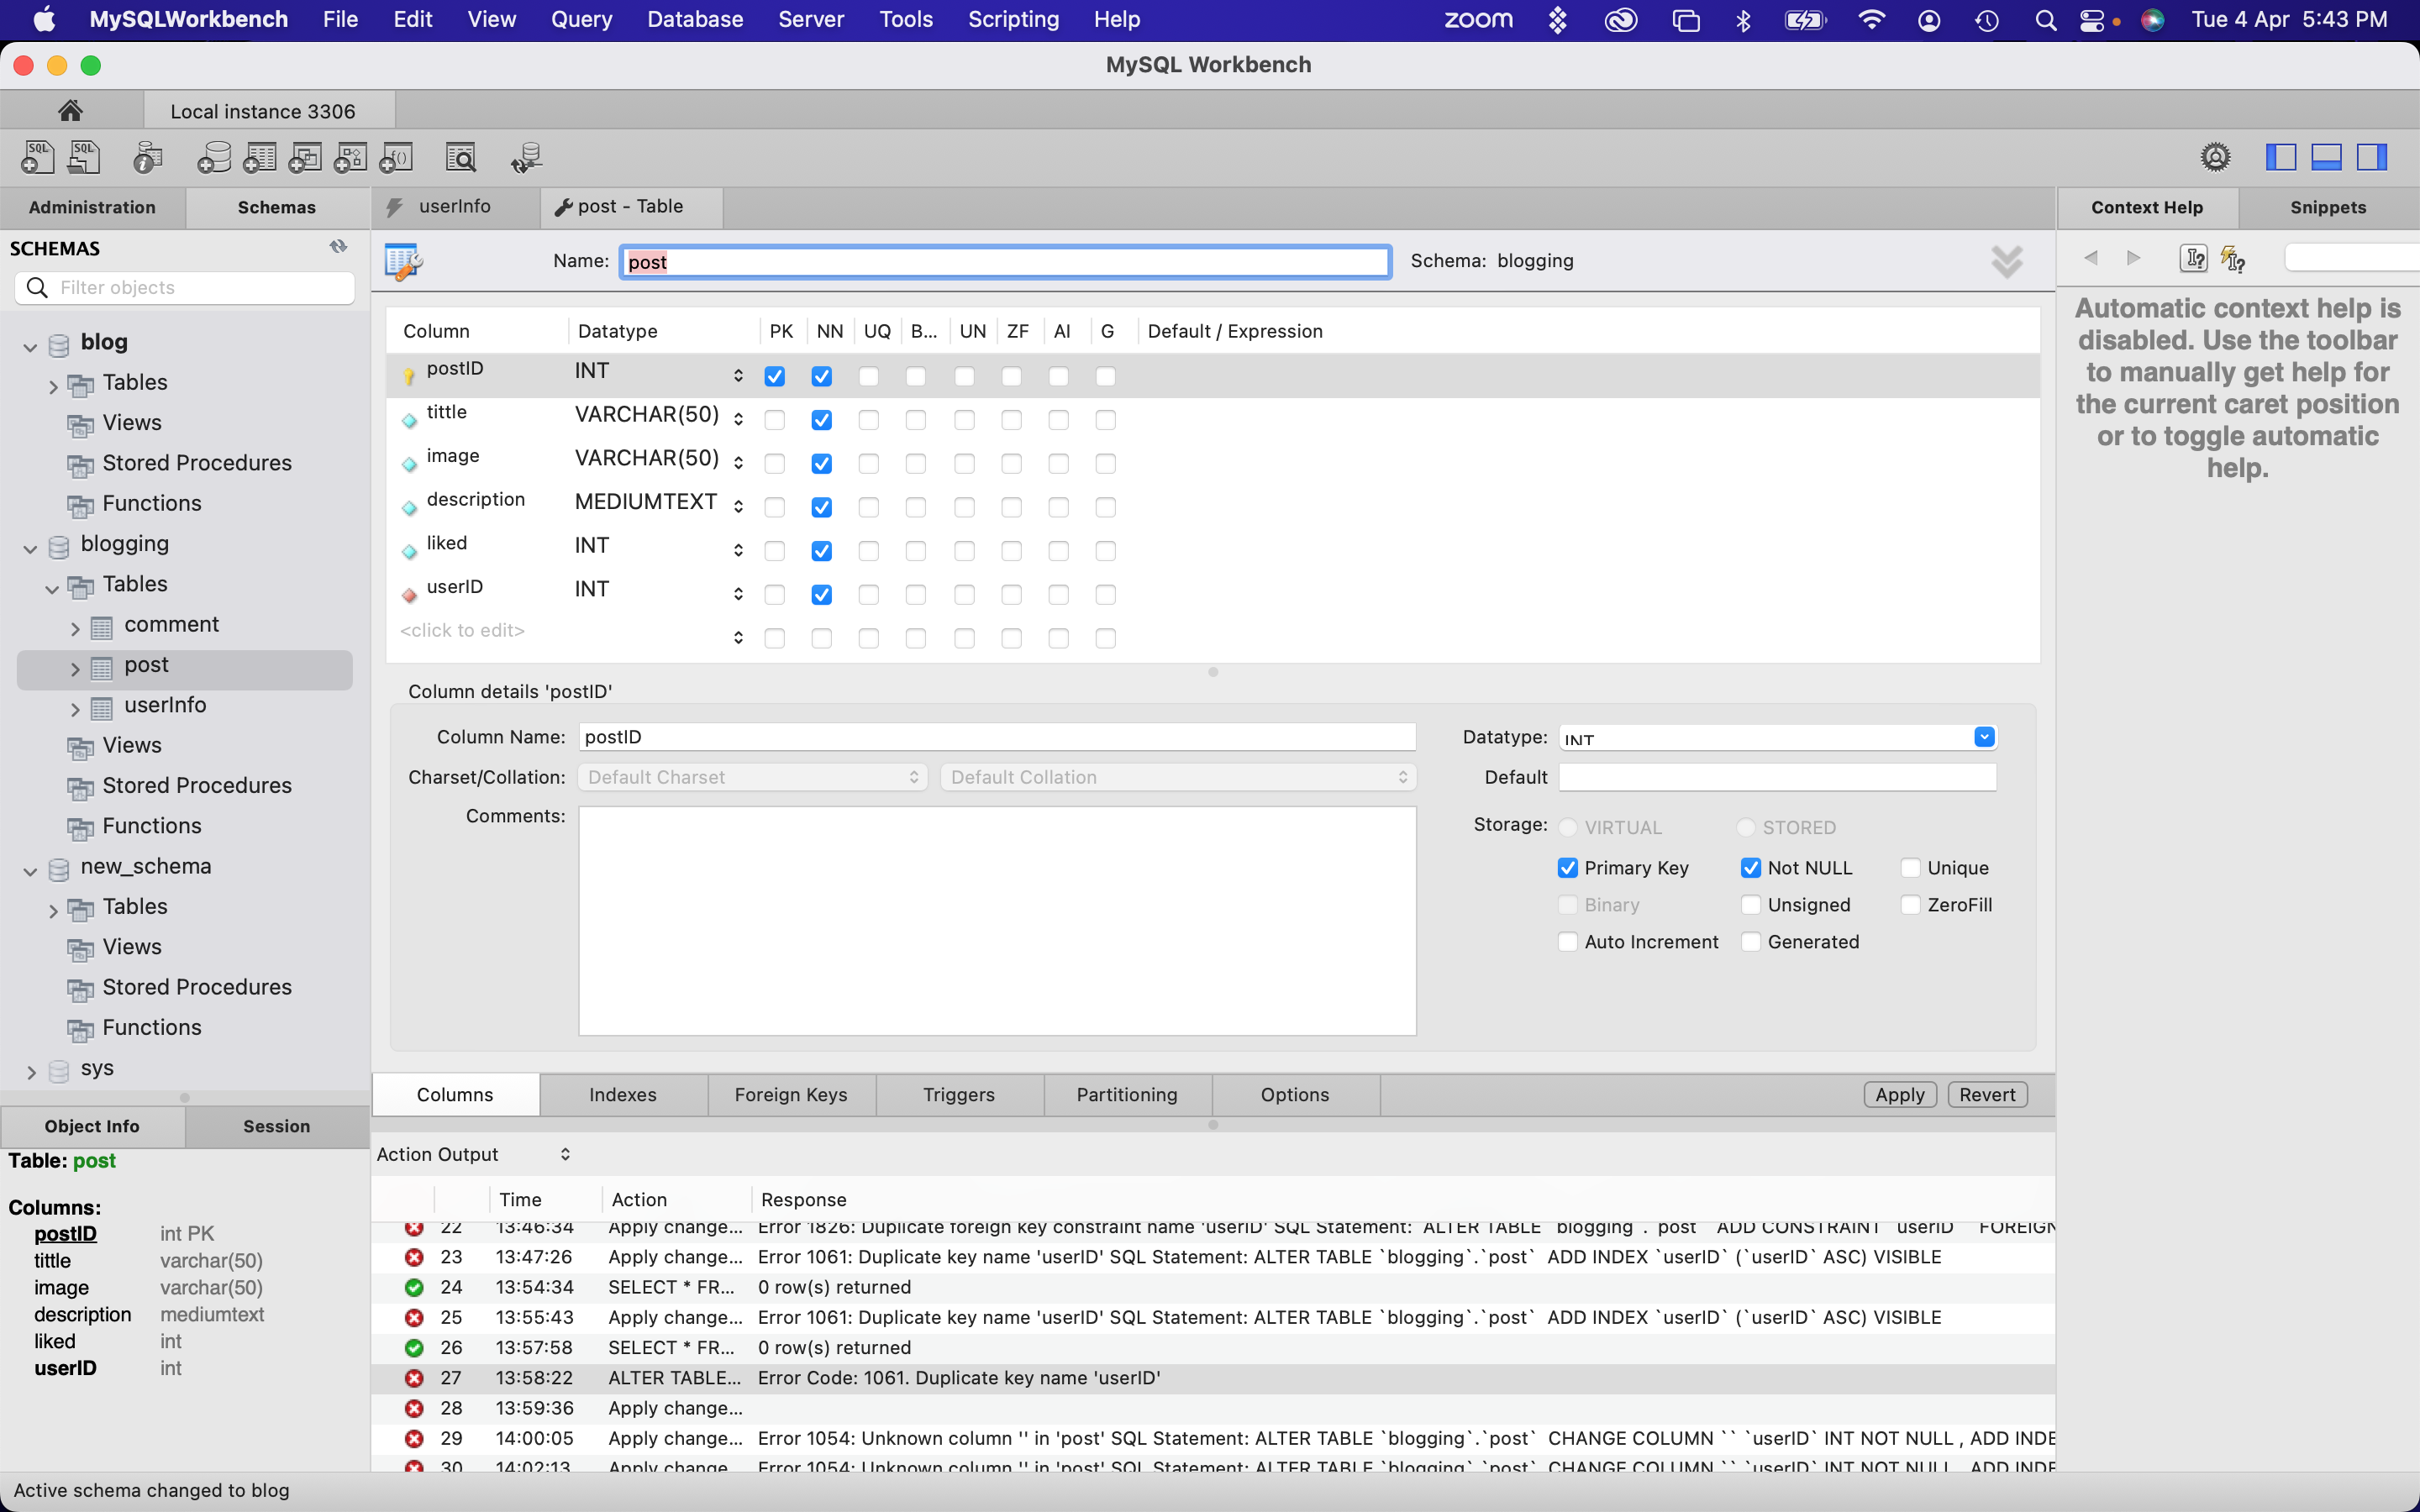 MySQLWorkbench File Edit View Query Database Server Tools Scripting Help zoom Tue 4 Apr 5:43 PM
MySQL Workbench
Local instance 3306
Administration Schemas userInfo post - Table Context Help Snippets
SCHEMAS
Name: post Schema: blogging
Filter objects
Automatic context help is
disabled. Use the toolbar
to manually get help for
the current caret position
or to toggle automatic
help.
blog
Tables
Views
Stored Procedures
Functions
blogging
Tables
comment
post
userInfo
Views
Stored Procedures
Functions
new_schema
Tables
Views
Stored Procedures
Functions
sys
Column Datatype PK NN UQ B... UN ZF AI G Default / Expression
postID INT
tittle VARCHAR(50)
image VARCHAR(50)
description MEDIUMTEXT
liked INT
userID INT
<click to edit>
Column details 'postID'
Column Name: postID Datatype: INT
Charset/Collation: Default Charset Default Collation Default
Comments: Storage: VIRTUAL STORED
Primary Key Not NULL Unique
Binary Unsigned ZeroFill
Auto Increment Generated
Columns Indexes Foreign Keys Triggers Partitioning Options Apply Revert
Object Info Session
Table: post
Columns:
postID int PK
tittle varchar(50)
image varchar(50)
description mediumtext
liked int
userID int
Action Output
Time Action Response
22 13:46:34 Apply change... Error 1826: Duplicate foreign key constraint name 'userID' SQL Statement: ALTER TABLE `blogging`.`post` ADD CONSTRAINT `userID` FOREIGN
23 13:47:26 Apply change... Error 1061: Duplicate key name 'userID' SQL Statement: ALTER TABLE `blogging`.`post` ADD INDEX `userID` (`userID` ASC) VISIBLE
24 13:54:34 SELECT * FR... 0 row(s) returned
25 13:55:43 Apply change... Error 1061: Duplicate key name 'userID' SQL Statement: ALTER TABLE `blogging`.`post` ADD INDEX `userID` (`userID` ASC) VISIBLE
26 13:57:58 SELECT * FR... 0 row(s) returned
27 13:58:22 ALTER TABLE... Error Code: 1061. Duplicate key name 'userID'
28 13:59:36 Apply change...
29 14:00:05 Apply change... Error 1054: Unknown column '' in 'post' SQL Statement: ALTER TABLE `blogging`.`post` CHANGE COLUMN `` `userID` INT NOT NULL , ADD INDE
30 14:02:13 Apply change... Error 1054: Unknown column '' in 'post' SQL Statement: ALTER TABLE `blogging`.`post` CHANGE COLUMN `` `userID` INT NOT NULL , ADD INDE
Active schema changed to blog